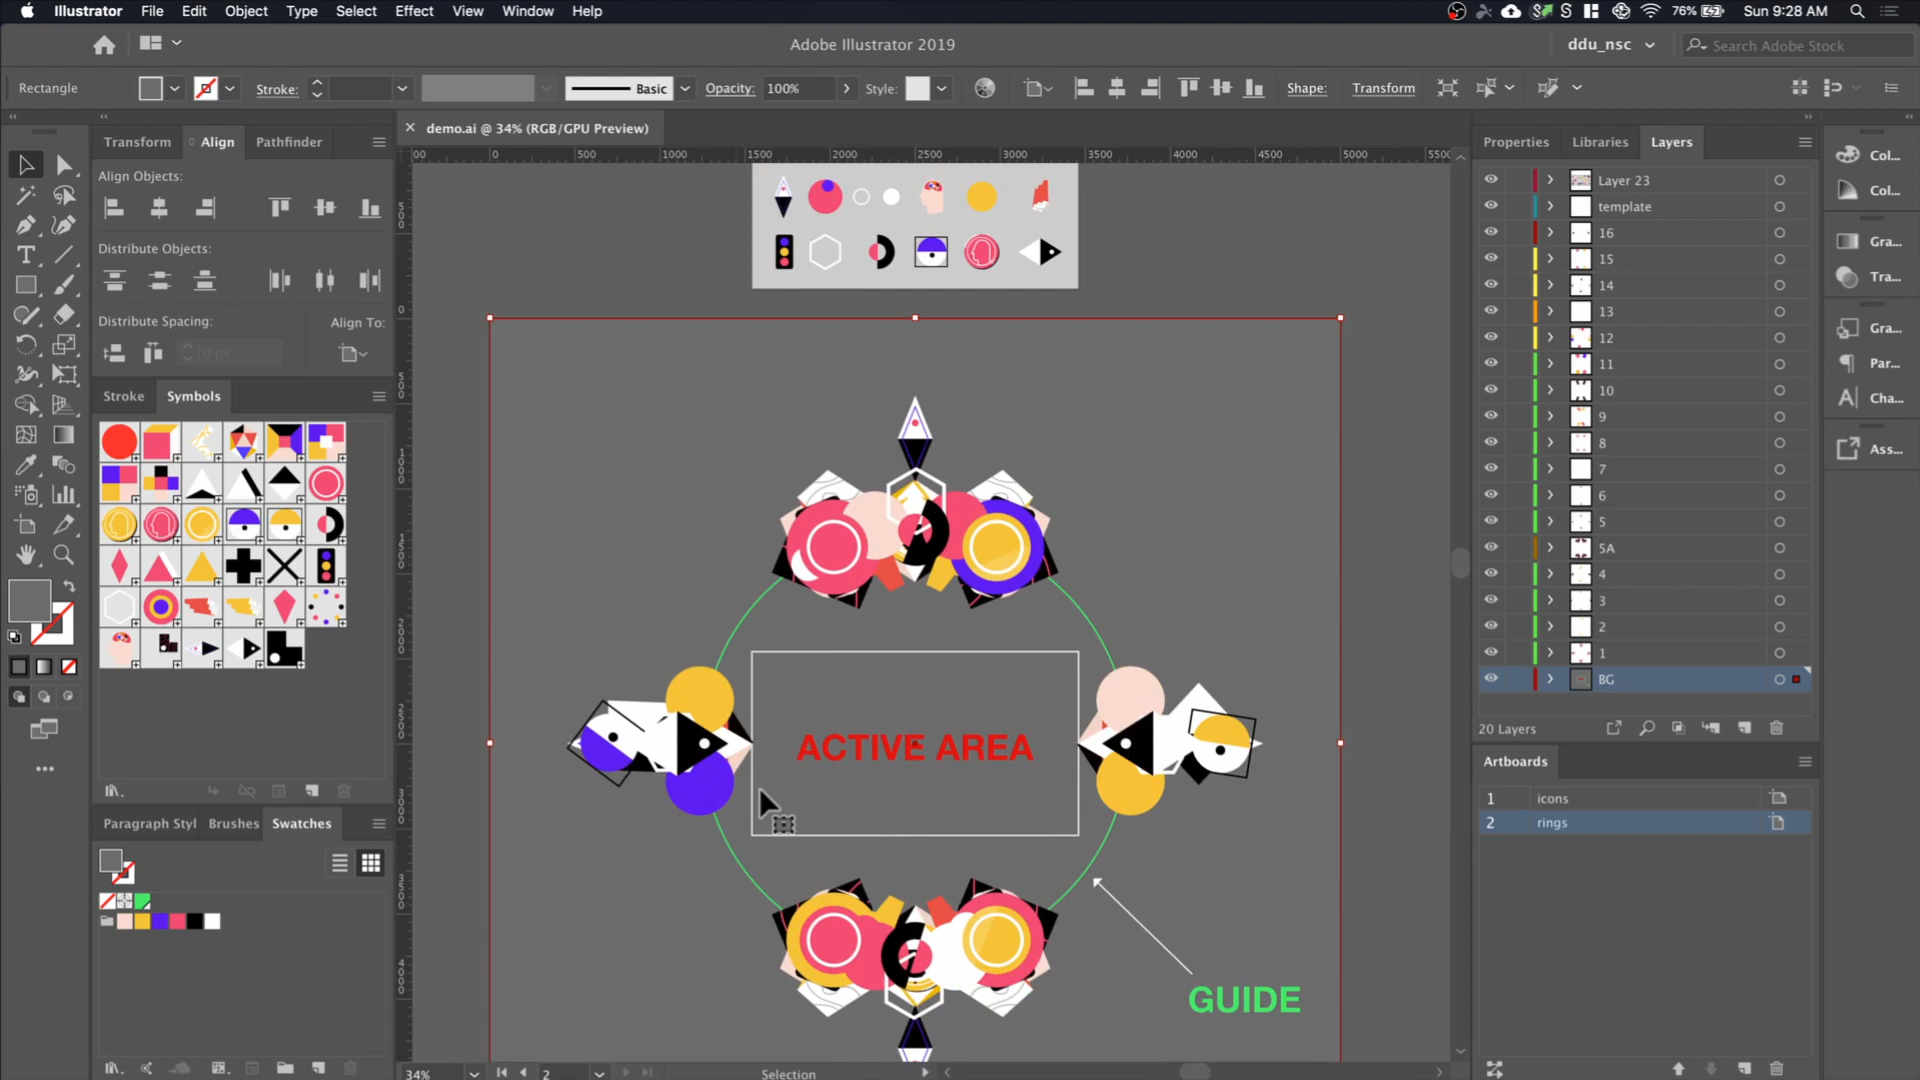 Illustrator File Edit Object Type Select Effect View Window Help
76% Sun 9:28 AM
Adobe Illustrator 2019
ddu_nsc
Search Adobe Stock
Rectangle
Stroke:
Basic
Opacity: 100%
Style:
Shape:
Transform
Transform Align Pathfinder
Align Objects:
Distribute Objects:
Distribute Spacing:
Align To:
0 px
Stroke Symbols
Paragraph Styl Brushes Swatches
demo.ai @ 34% (RGB/GPU Preview)
00 0 500 1000 1500 2000 2500 3000 3500 4000 4500 5000 5500
ACTIVE AREA
GUIDE
34%
2
Selection
Properties Libraries Layers
Layer 23
template
16
15
14
13
12
11
10
9
8
7
6
5
5A
4
3
2
1
BG
20 Layers
Artboards
1 icons
2 rings
Col...
Col...
Gra...
Tra...
Gra...
Par...
Cha...
Ass...